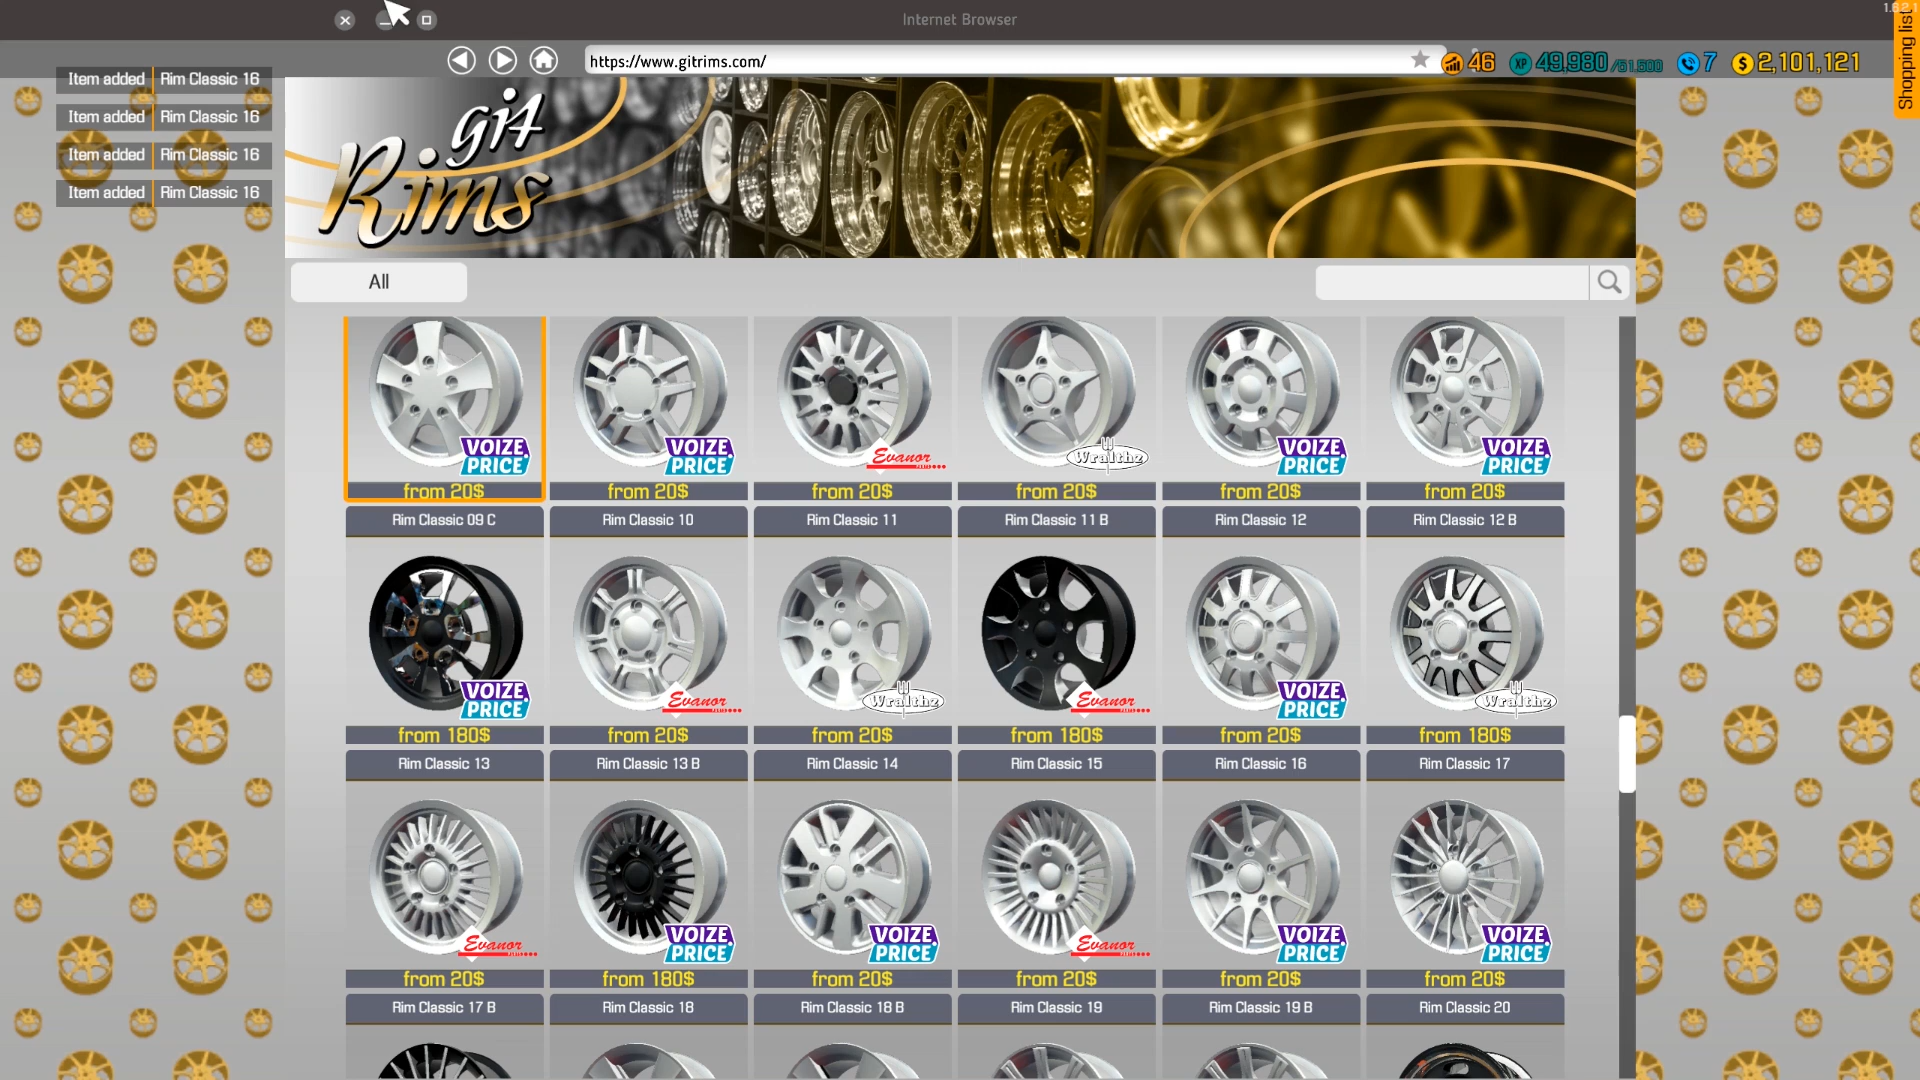 Internet Browser
1.8.2.1
https://www.gitrims.com/
46
XP 49,980/51,600
7
$ 2,101,121
Shopping list
Item added Rim Classic 16
Item added Rim Classic 16
Item added Rim Classic 16
Item added Rim Classic 16
git
Rims
All
VOIZE. PRICE
VOIZE. PRICE
Evanor
Wralthz
VOIZE. PRICE
VOIZE. PRICE
from 20$ from 20$ from 20$ from 20$ from 20$ from 20$
Rim Classic 09 C Rim Classic 10 Rim Classic 11 Rim Classic 11 B Rim Classic 12 Rim Classic 12 B
VOIZE. PRICE
Evanor
Wralthz
Evanor
VOIZE. PRICE
Wralthz
from 180$ from 20$ from 20$ from 180$ from 20$ from 180$
Rim Classic 13 Rim Classic 13 B Rim Classic 14 Rim Classic 15 Rim Classic 16 Rim Classic 17
Evanor
VOIZE. PRICE
VOIZE. PRICE
Evanor
VOIZE. PRICE
VOIZE. PRICE
from 20$ from 180$ from 20$ from 20$ from 20$ from 20$
Rim Classic 17 B Rim Classic 18 Rim Classic 18 B Rim Classic 19 Rim Classic 19 B Rim Classic 20